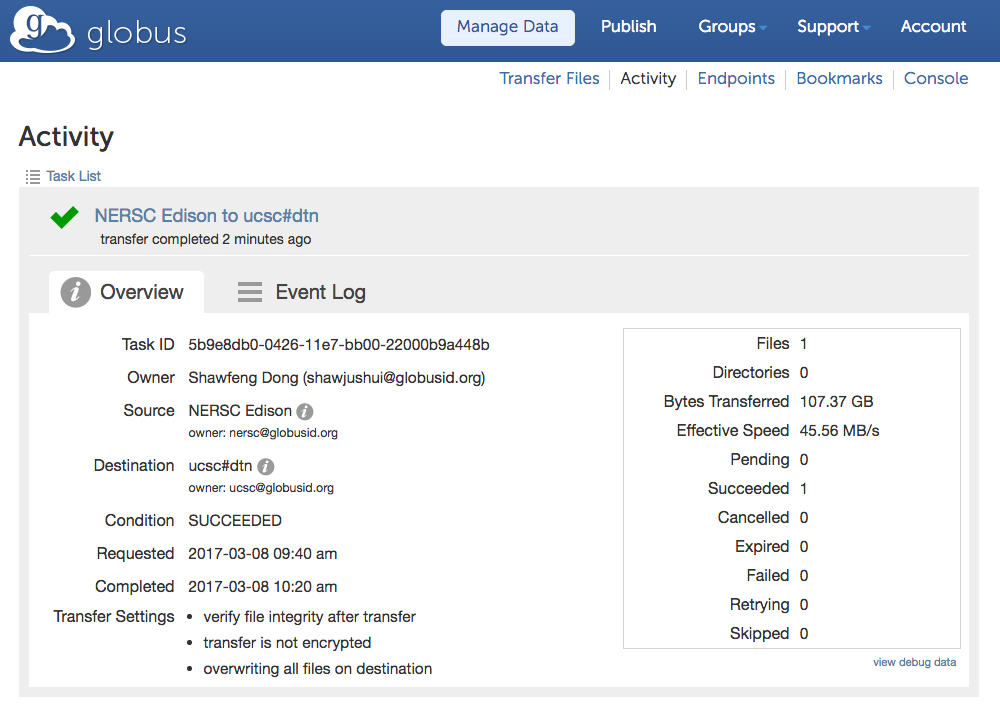 globus
Manage Data Publish Groups Support Account
Transfer Files Activity Endpoints Bookmarks Console
Activity
Task List
NERSC Edison to ucsc#dtn
transfer completed 2 minutes ago
Overview Event Log
Task ID 5b9e8db0-0426-11e7-bb00-22000b9a448b
Owner Shawfeng Dong (shawjushui@globusid.org)
Source NERSC Edison
owner: nersc@globusid.org
Destination ucsc#dtn
owner: ucsc@globusid.org
Condition SUCCEEDED
Requested 2017-03-08 09:40 am
Completed 2017-03-08 10:20 am
Transfer Settings • verify file integrity after transfer
• transfer is not encrypted
• overwriting all files on destination
Files 1
Directories 0
Bytes Transferred 107.37 GB
Effective Speed 45.56 MB/s
Pending 0
Succeeded 1
Cancelled 0
Expired 0
Failed 0
Retrying 0
Skipped 0
view debug data